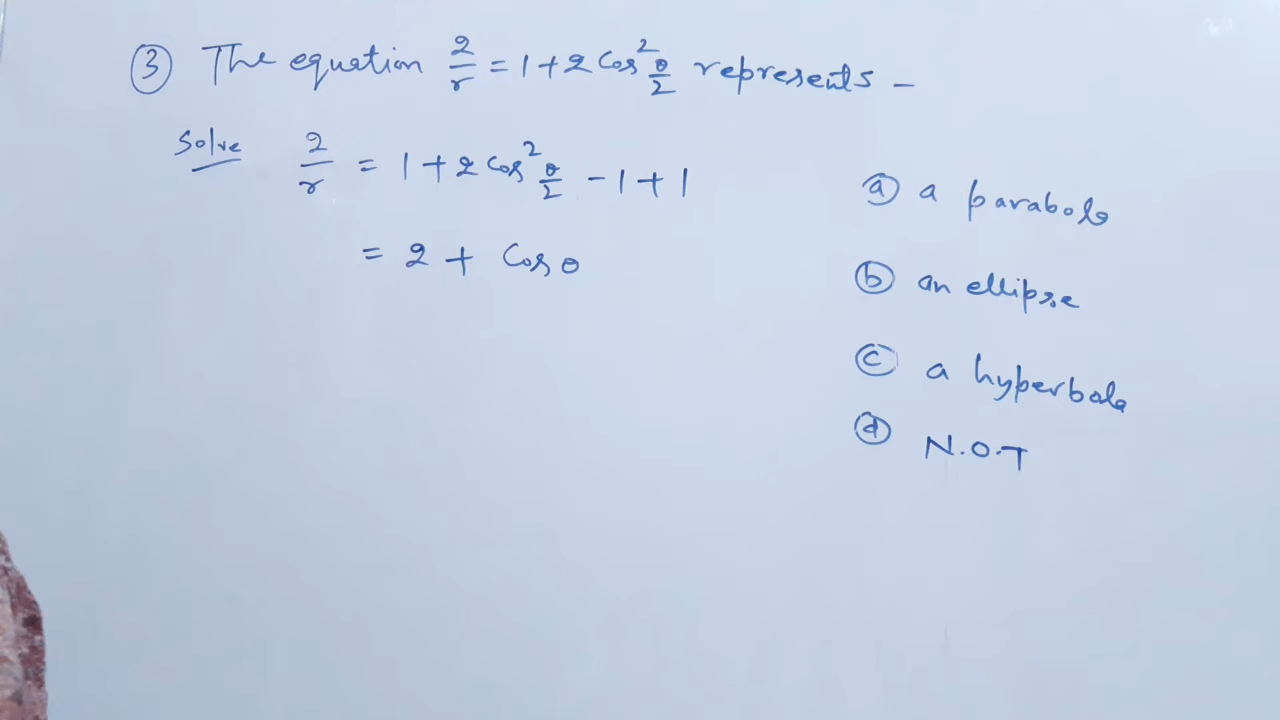 ③ The equation 2/r = 1 + 2 cos² θ/2 represents –
Solve 2/r = 1 + 2 cos² θ/2 - 1 + 1
= 2 + cos θ
ⓐ a parabola
ⓑ an ellipse
ⓒ a hyperbola
ⓓ N.O.T